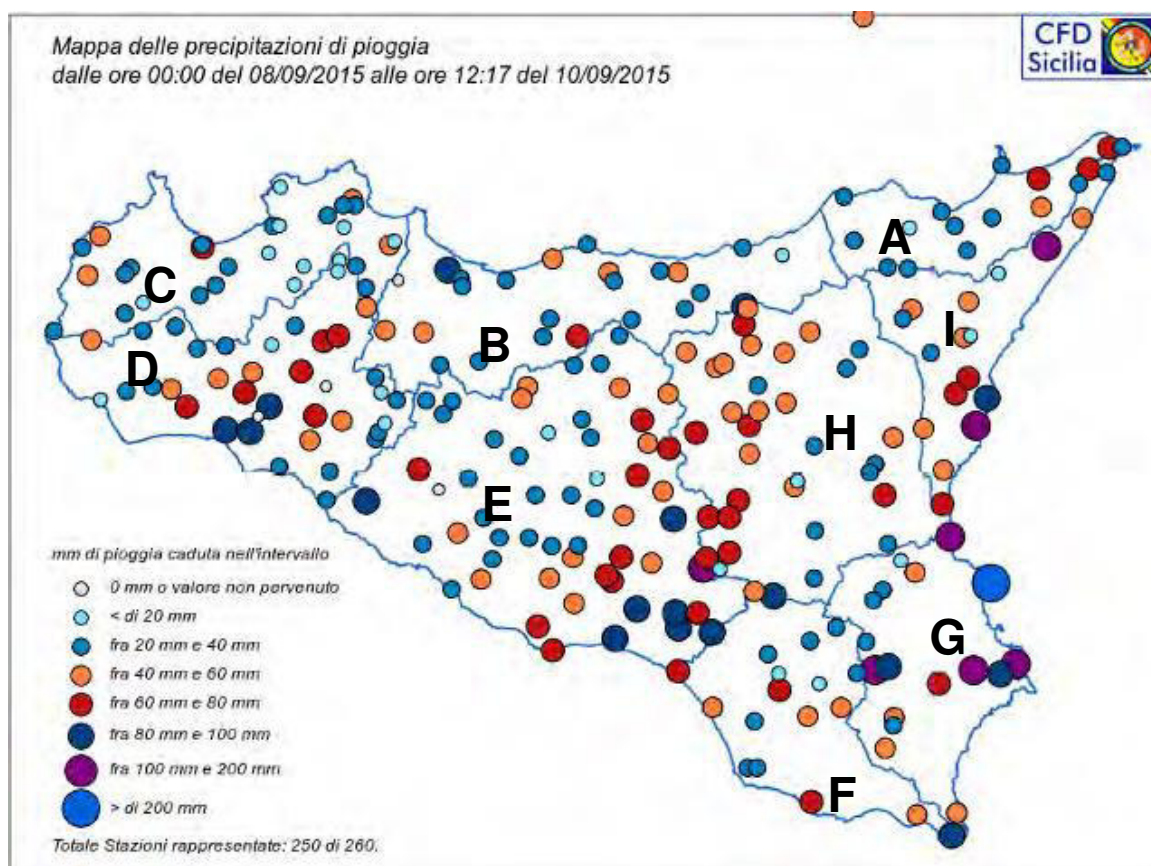 Mappa delle precipitazioni di pioggia
dalle ore 00:00 del 08/09/2015 alle ore 12:17 del 10/09/2015
CFD
Sicilia
A
C
I
B
D
H
E
G
F
mm di pioggia caduta nell'intervallo
0 mm o valore non pervenuto
< di 20 mm
fra 20 mm e 40 mm
fra 40 mm e 60 mm
fra 60 mm e 80 mm
fra 80 mm e 100 mm
fra 100 mm e 200 mm
> di 200 mm
Totale Stazioni rappresentate: 250 di 260.